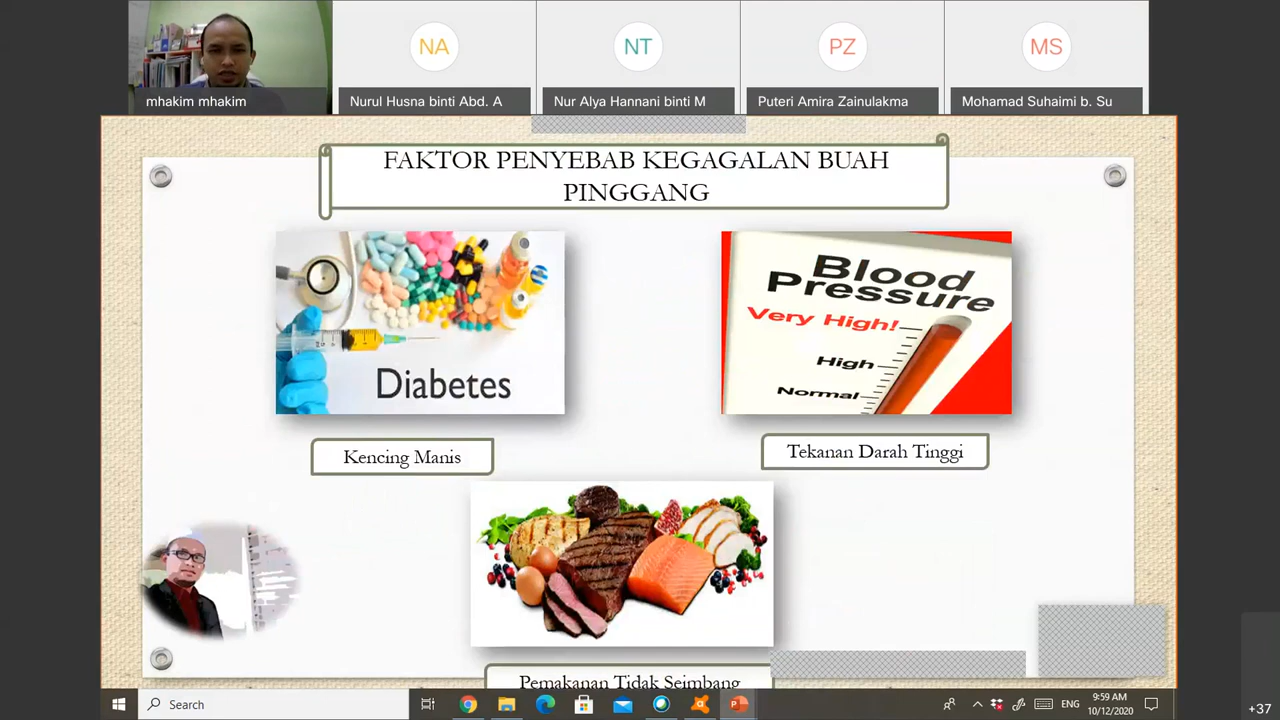 NA
NT
PZ
MS
mhakim mhakim
Nurul Husna binti Abd. A
Nur Alya Hannani binti M
Puteri Amira Zainulakma
Mohamad Suhaimi b. Su
FAKTOR PENYEBAB KEGAGALAN BUAH
PINGGANG
Diabetes
Blood
Pressure
Very High!
High
Normal
Kencing Manis
Tekanan Darah Tinggi
Pemakanan Tidak Seimbang
Search
ENG
9:59 AM
10/12/2020
+37